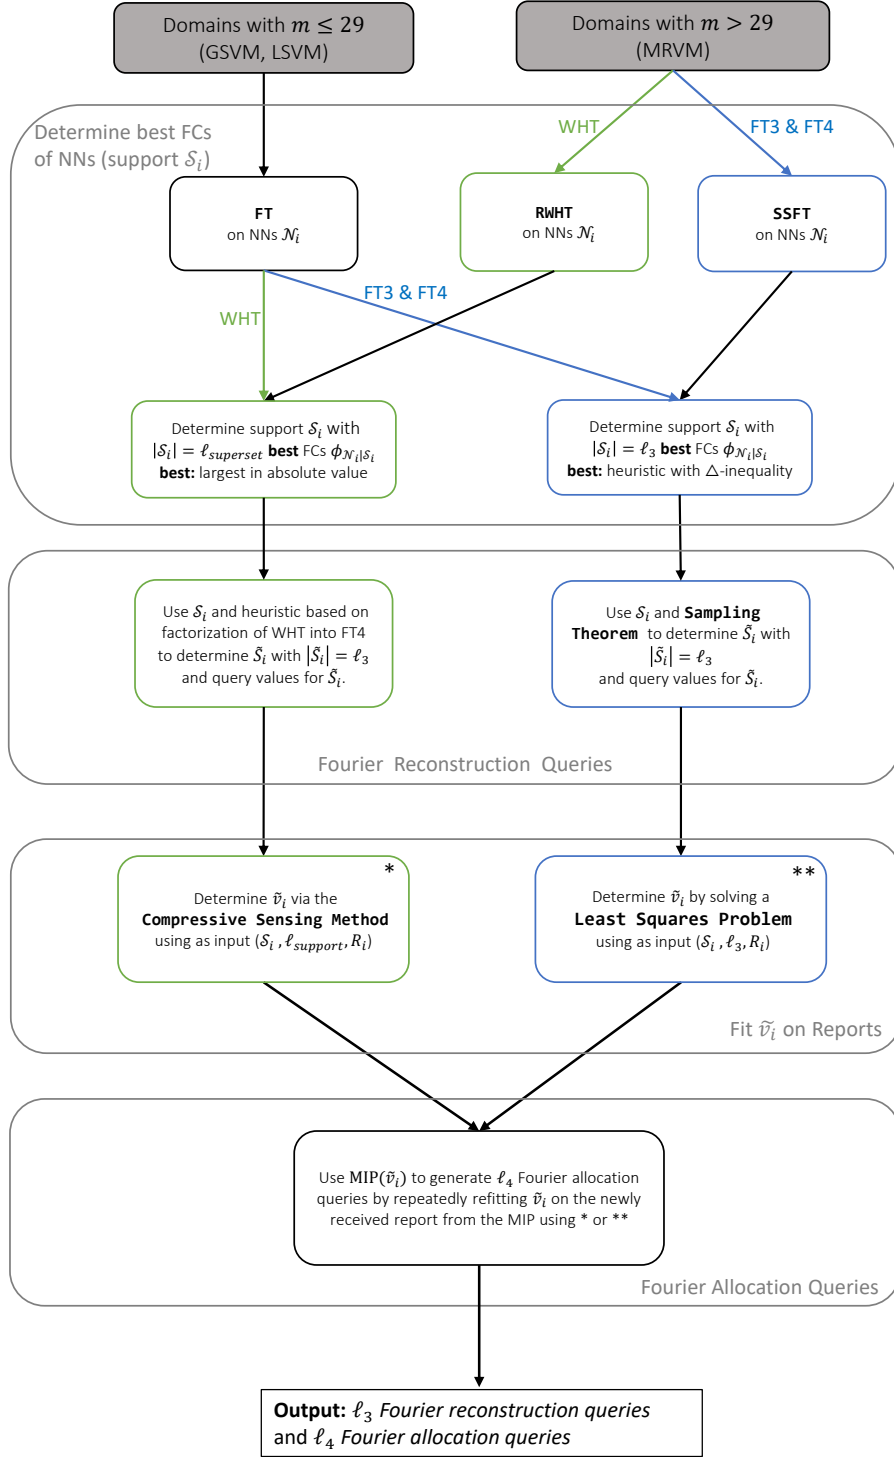 Domains with m ≤ 29
(GSVM, LSVM)
Domains with m > 29
(MRVM)
WHT
FT3 & FT4
Determine best FCs
of NNs (support 𝒮ᵢ)
FT
on NNs 𝒩ᵢ
RWHT
on NNs 𝒩ᵢ
SSFT
on NNs 𝒩ᵢ
WHT
FT3 & FT4
Determine support 𝒮ᵢ with
|𝒮ᵢ| = ℓ_superset best FCs ϕ_𝒩ᵢ|𝒮ᵢ
best: largest in absolute value
Determine support 𝒮ᵢ with
|𝒮ᵢ| = ℓ₃ best FCs ϕ_𝒩ᵢ|𝒮ᵢ
best: heuristic with △-inequality
Use 𝒮ᵢ and heuristic based on
factorization of WHT into FT4
to determine S̃ᵢ with |S̃ᵢ| = ℓ₃
and query values for S̃ᵢ.
Use 𝒮ᵢ and Sampling
Theorem to determine S̃ᵢ with
|S̃ᵢ| = ℓ₃
and query values for S̃ᵢ.
Fourier Reconstruction Queries
*
Determine ṽᵢ via the
Compressive Sensing Method
using as input (𝒮ᵢ, ℓ_support, Rᵢ)
**
Determine ṽᵢ by solving a
Least Squares Problem
using as input (𝒮ᵢ, ℓ₃, Rᵢ)
Fit ṽᵢ on Reports
Use MIP(ṽᵢ) to generate ℓ₄ Fourier allocation
queries by repeatedly refitting ṽᵢ on the newly
received report from the MIP using * or **
Fourier Allocation Queries
Output: ℓ₃ Fourier reconstruction queries
and ℓ₄ Fourier allocation queries